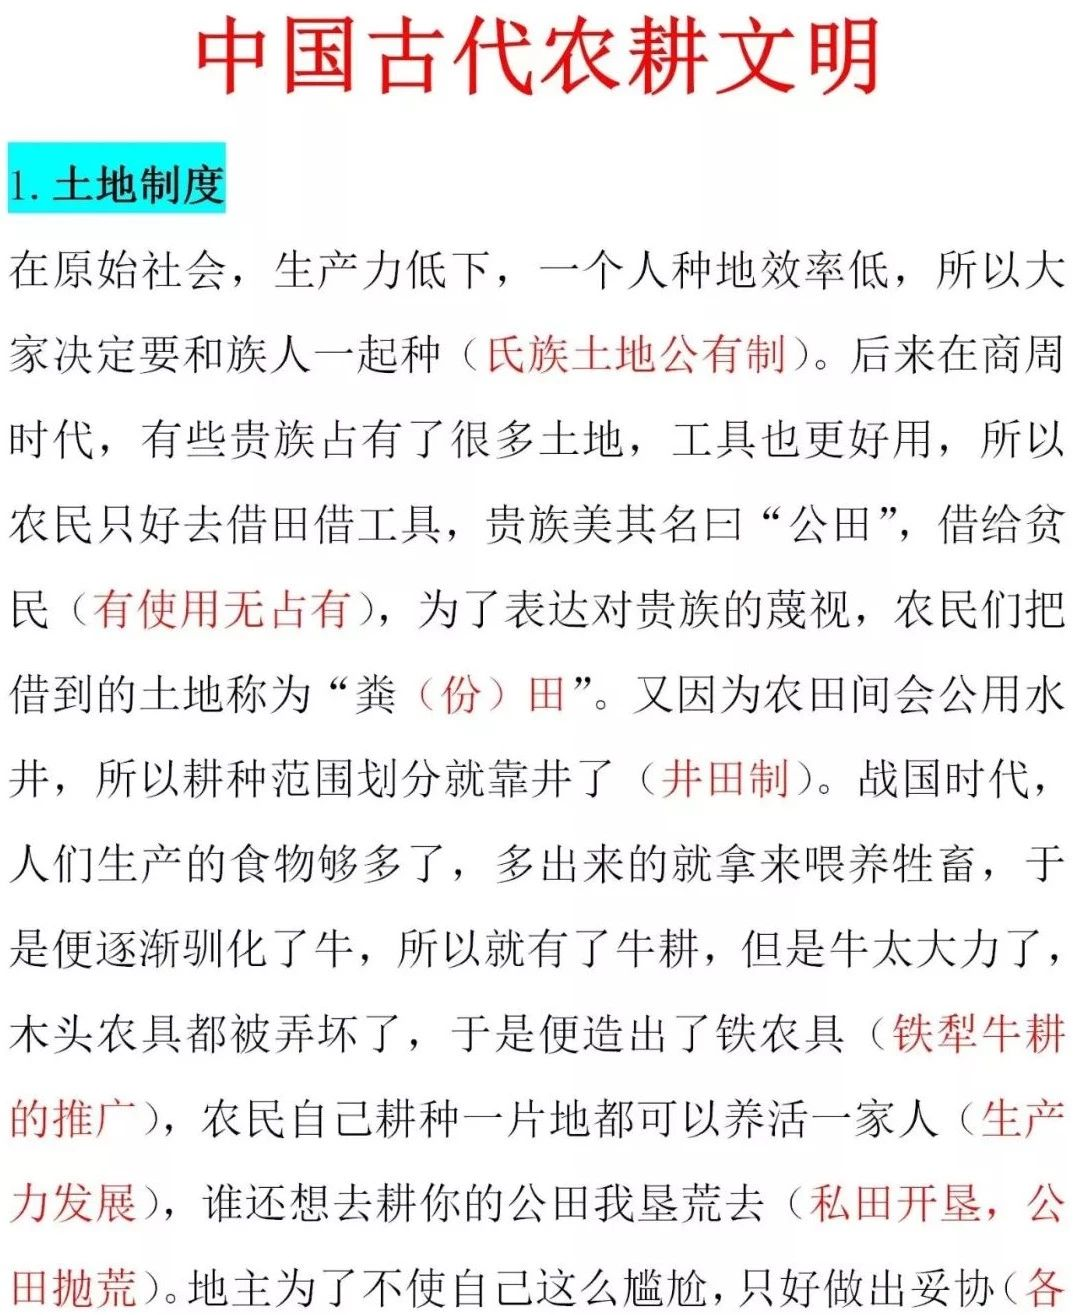 中国古代农耕文明
1. 土地制度
在原始社会，生产力低下，一个人种地效率低，所以大
家决定要和族人一起种（氏族土地公有制）。后来在商周
时代，有些贵族占有了很多土地，工具也更好用，所以
农民只好去借田借工具，贵族美其名曰“公田”，借给贫
民（有使用无占有），为了表达对贵族的蔑视，农民们把
借到的土地称为“粪（份）田”。又因为农田间会公用水
井，所以耕种范围划分就靠井了（井田制）。战国时代，
人们生产的食物够多了，多出来的就拿来喂养牲畜，于
是便逐渐驯化了牛，所以就有了牛耕，但是牛太大力了，
木头农具都被弄坏了，于是便造出了铁农具（铁犁牛耕
的推广），农民自己耕种一片地都可以养活一家人（生产
力发展），谁还想去耕你的公田我垦荒去（私田开垦，公
田抛荒）。地主为了不使自己这么尴尬，只好做出妥协（各